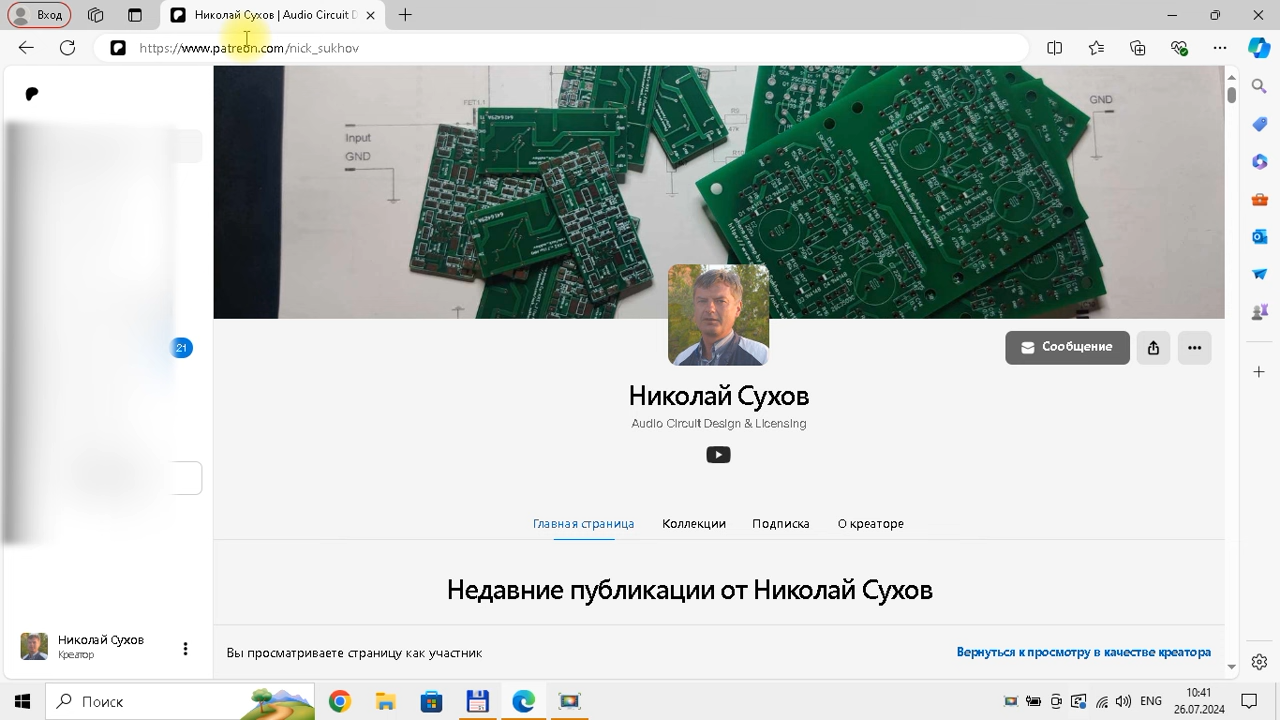 Вход
Николай Сухов | Audio Circuit D
https://www.patreon.com/nick_sukhov
Input
GND
FET1.1
GND
21
Сообщение
Николай Сухов
Audio Circuit Design & Licensing
Главная страница Коллекции Подписка О креаторе
Недавние публикации от Николай Сухов
Вы просматриваете страницу как участник
Вернуться к просмотру в качестве креатора
Николай Сухов
Креатор
Поиск
ENG
10:41
26.07.2024